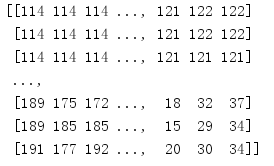 [[114 114 114 ..., 121 122 122]
[114 114 114 ..., 121 122 122]
[114 114 114 ..., 121 121 121]
...,
[189 175 172 ..., 18 32 37]
[189 185 185 ..., 15 29 34]
[191 177 192 ..., 20 30 34]]